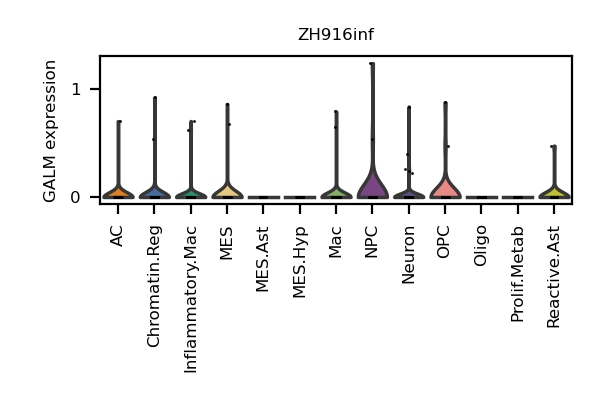 ZH916inf
GALM expression
1
0
AC
Chromatin.Reg
Inflammatory.Mac
MES
MES.Ast
MES.Hyp
Mac
NPC
Neuron
OPC
Oligo
Prolif.Metab
Reactive.Ast